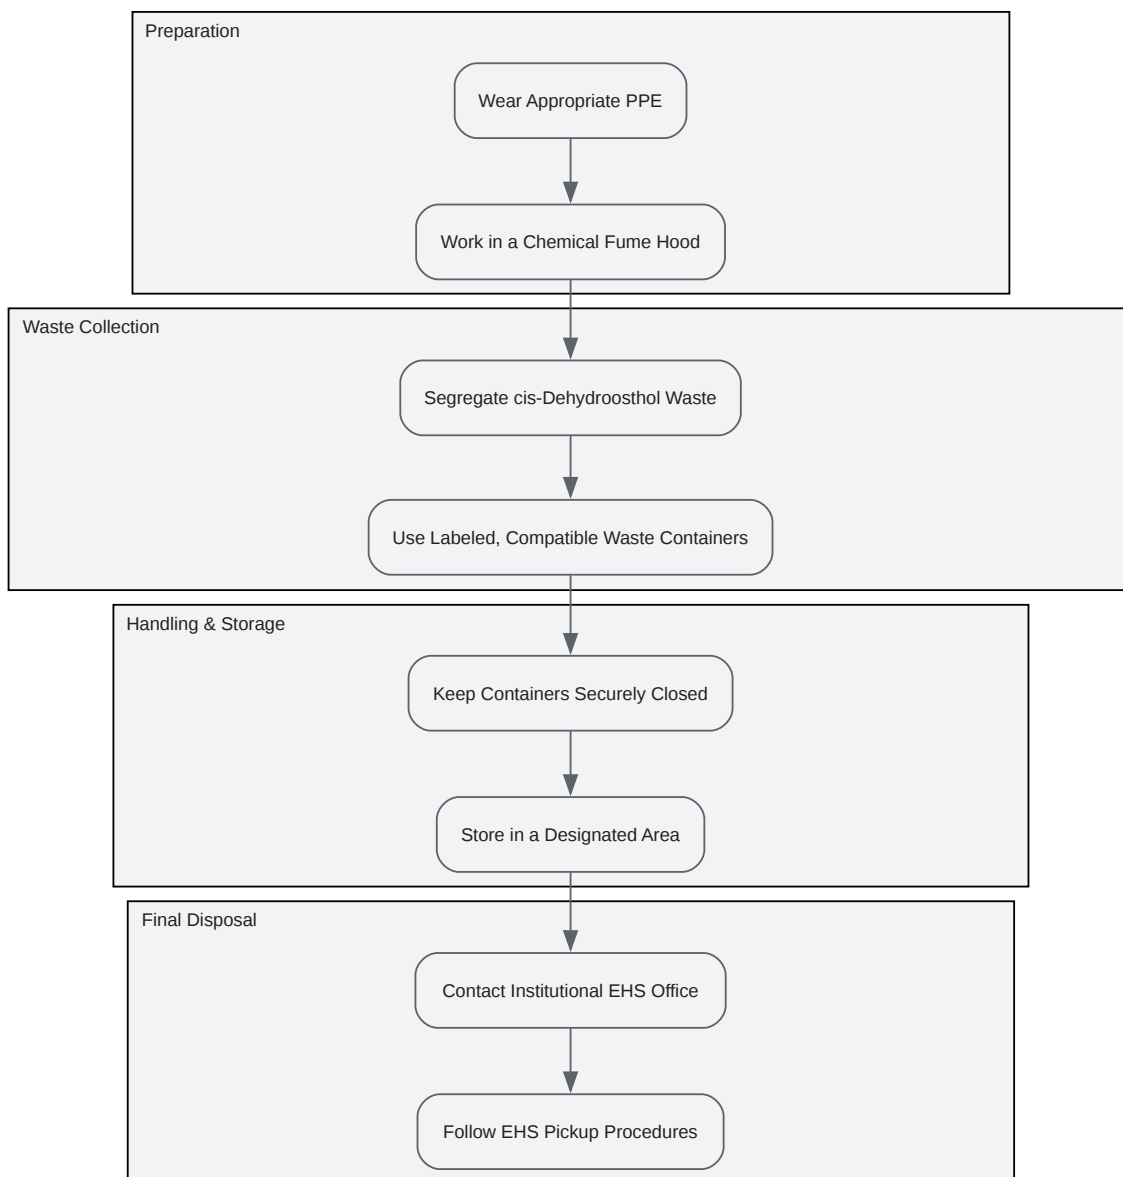 Preparation
Wear Appropriate PPE
Work in a Chemical Fume Hood
Waste Collection
Segregate cis-Dehydroosthol Waste
Use Labeled, Compatible Waste Containers
Handling & Storage
Keep Containers Securely Closed
Store in a Designated Area
Final Disposal
Contact Institutional EHS Office
Follow EHS Pickup Procedures